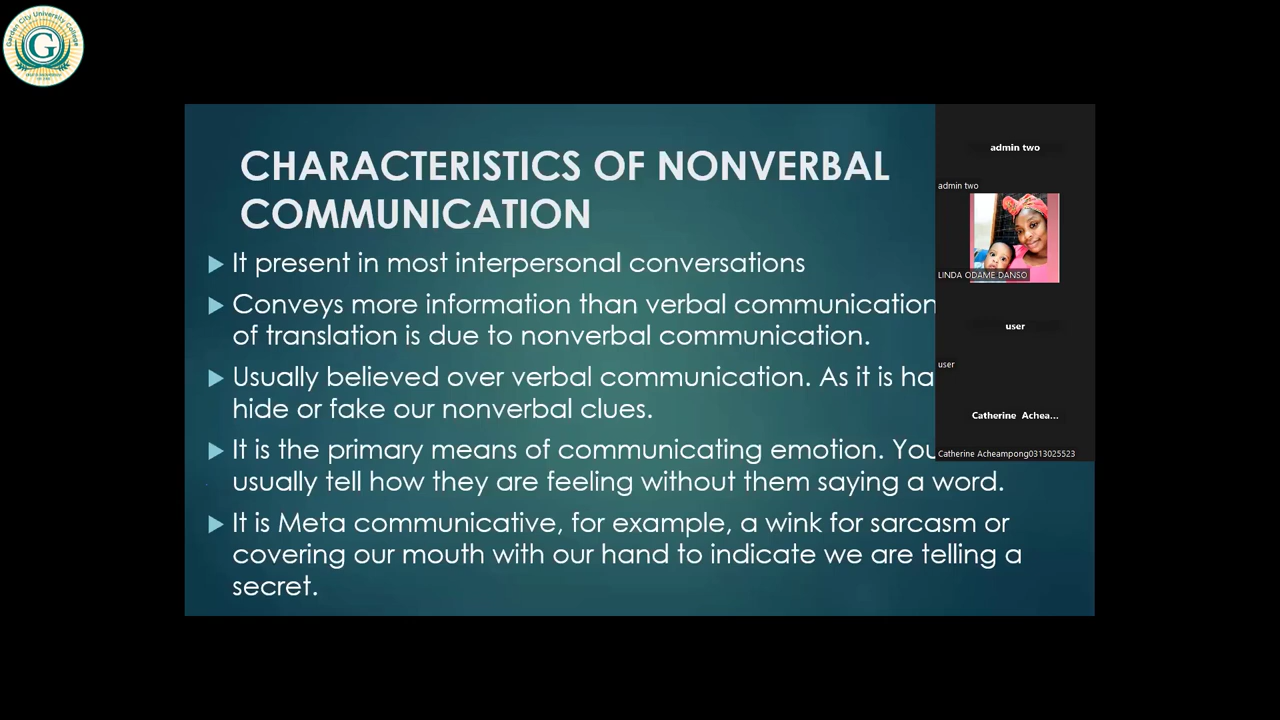 Garden City University College
G
CHARACTERISTICS OF NONVERBAL
COMMUNICATION
It present in most interpersonal conversations
Conveys more information than verbal communication
of translation is due to nonverbal communication.
Usually believed over verbal communication. As it is ha
hide or fake our nonverbal clues.
It is the primary means of communicating emotion. You
usually tell how they are feeling without them saying a word.
It is Meta communicative, for example, a wink for sarcasm or
covering our mouth with our hand to indicate we are telling a
secret.
admin two
admin two
LINDA ODAME DANSO
user
user
Catherine Achea...
Catherine Acheampong0313025523